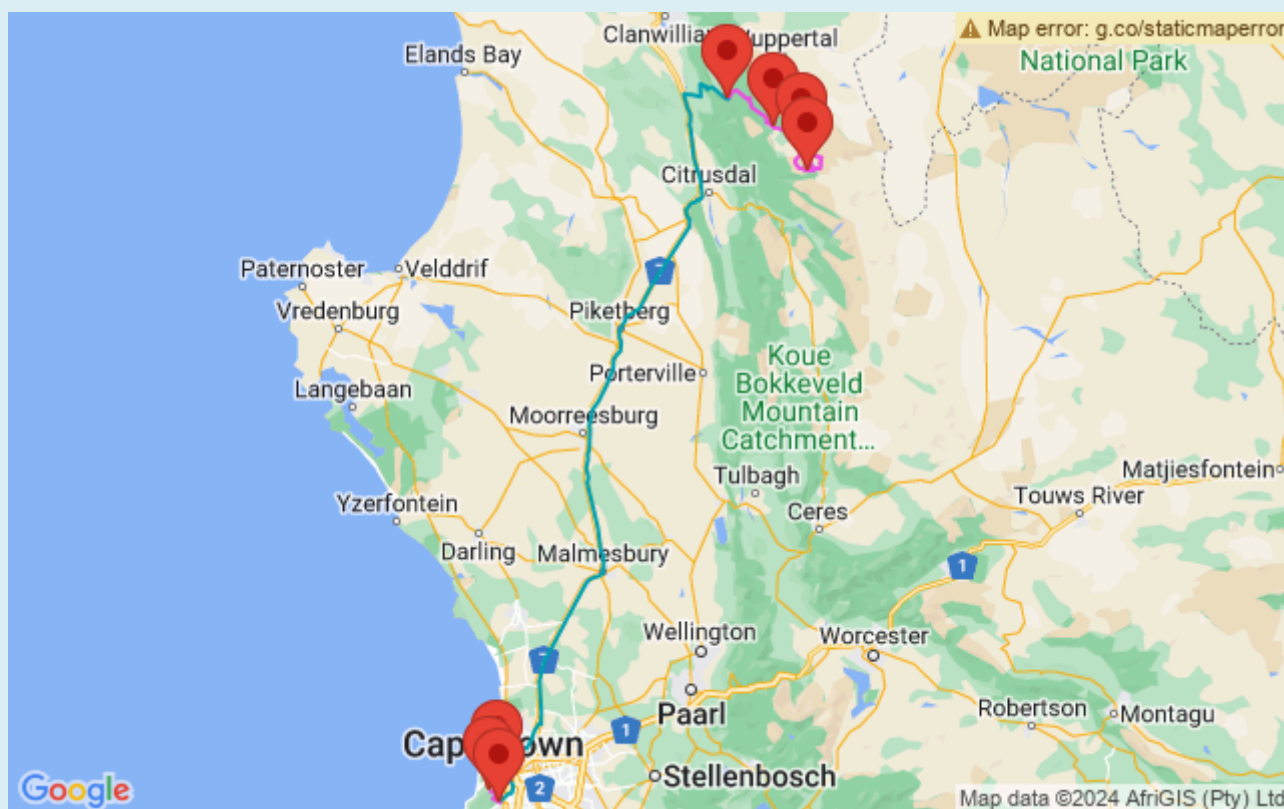 Clanwillia
Wuppertal
Map error: g.co/staticmaperror
Elands Bay
National Park
Citrusdal
Paternoster
Velddrif
7
Vredenburg
Piketberg
Koue
Bokkeveld
Mountain
Catchment...
Porterville
Langebaan
Moorreesburg
Tulbagh
Matjiesfontein
Touws River
Yzerfontein
Ceres
Darling
Malmesbury
1
Wellington
Worcester
7
Paarl
Robertson
Montagu
1
Cape Town
Stellenbosch
2
Google
Map data ©2024 AfriGIS (Pty) Ltd